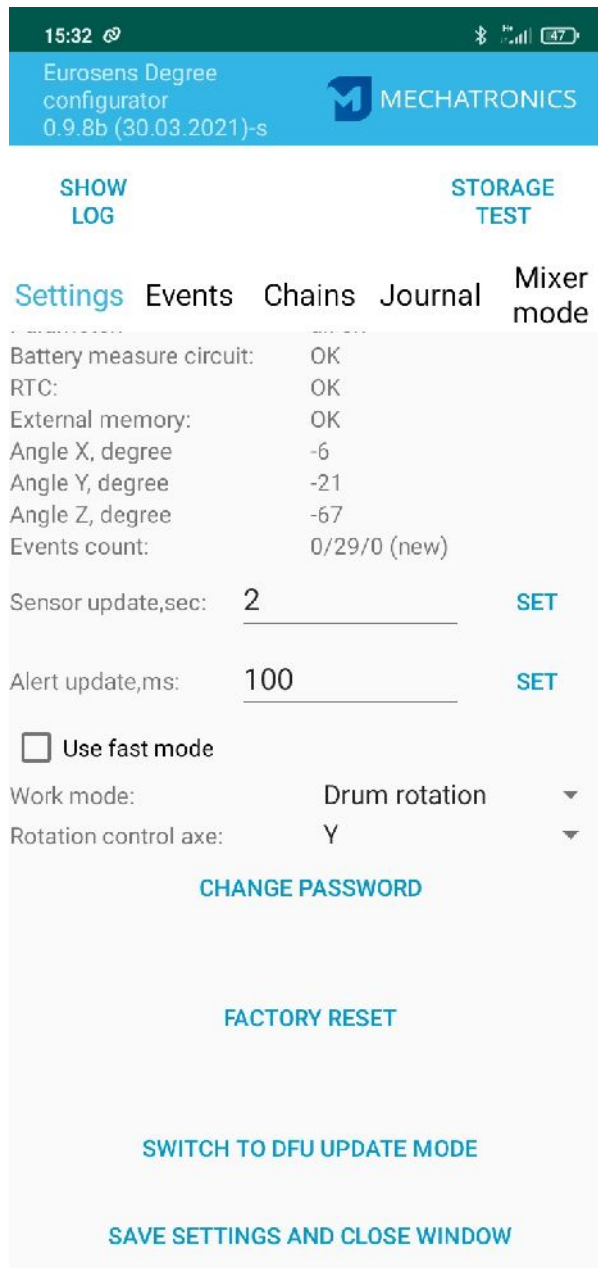 15:32
47
Eurosens Degree
configurator
0.9.8b (30.03.2021)-s
MECHATRONICS
SHOW
LOG
STORAGE
TEST
Settings Events Chains Journal Mixer
mode
Battery measure circuit: OK
RTC: OK
External memory: OK
Angle X, degree -6
Angle Y, degree -21
Angle Z, degree -67
Events count: 0/29/0 (new)
Sensor update,sec: 2 SET
Alert update,ms: 100 SET
Use fast mode
Work mode: Drum rotation
Rotation control axe: Y
CHANGE PASSWORD
FACTORY RESET
SWITCH TO DFU UPDATE MODE
SAVE SETTINGS AND CLOSE WINDOW